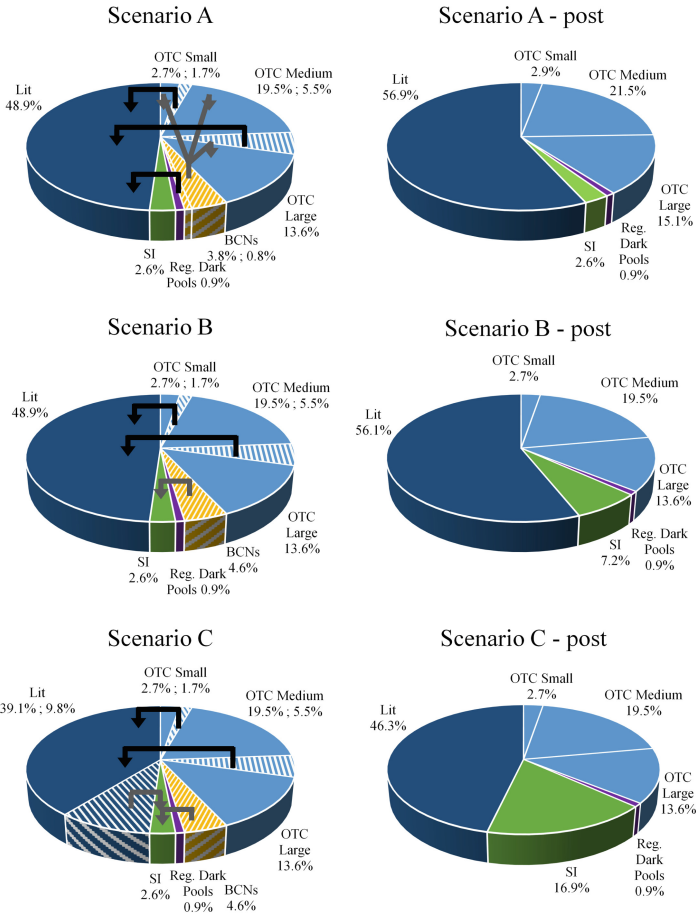 Scenario A
OTC Small
2.7% ; 1.7%
OTC Medium
19.5% ; 5.5%
Lit
48.9%
OTC
Large
13.6%
BCNs
3.8% ; 0.8%
SI
2.6%
Reg. Dark
Pools 0.9%
Scenario A - post
OTC Small
2.9%
OTC Medium
21.5%
Lit
56.9%
OTC
Large
15.1%
SI
2.6%
Reg.
Dark
Pools
0.9%
Scenario B
OTC Small
2.7% ; 1.7%
OTC Medium
19.5% ; 5.5%
Lit
48.9%
OTC
Large
13.6%
BCNs
4.6%
SI
2.6%
Reg. Dark
Pools 0.9%
Scenario B - post
OTC Small
2.7%
OTC Medium
19.5%
Lit
56.1%
OTC
Large
13.6%
SI
7.2%
Reg. Dark
Pools
0.9%
Scenario C
OTC Small
2.7% ; 1.7%
OTC Medium
19.5% ; 5.5%
Lit
39.1% ; 9.8%
OTC
Large
13.6%
SI
2.6%
Reg. Dark
Pools
0.9%
BCNs
4.6%
Scenario C - post
OTC Small
2.7%
OTC Medium
19.5%
Lit
46.3%
OTC
Large
13.6%
SI
16.9%
Reg.
Dark
Pools
0.9%